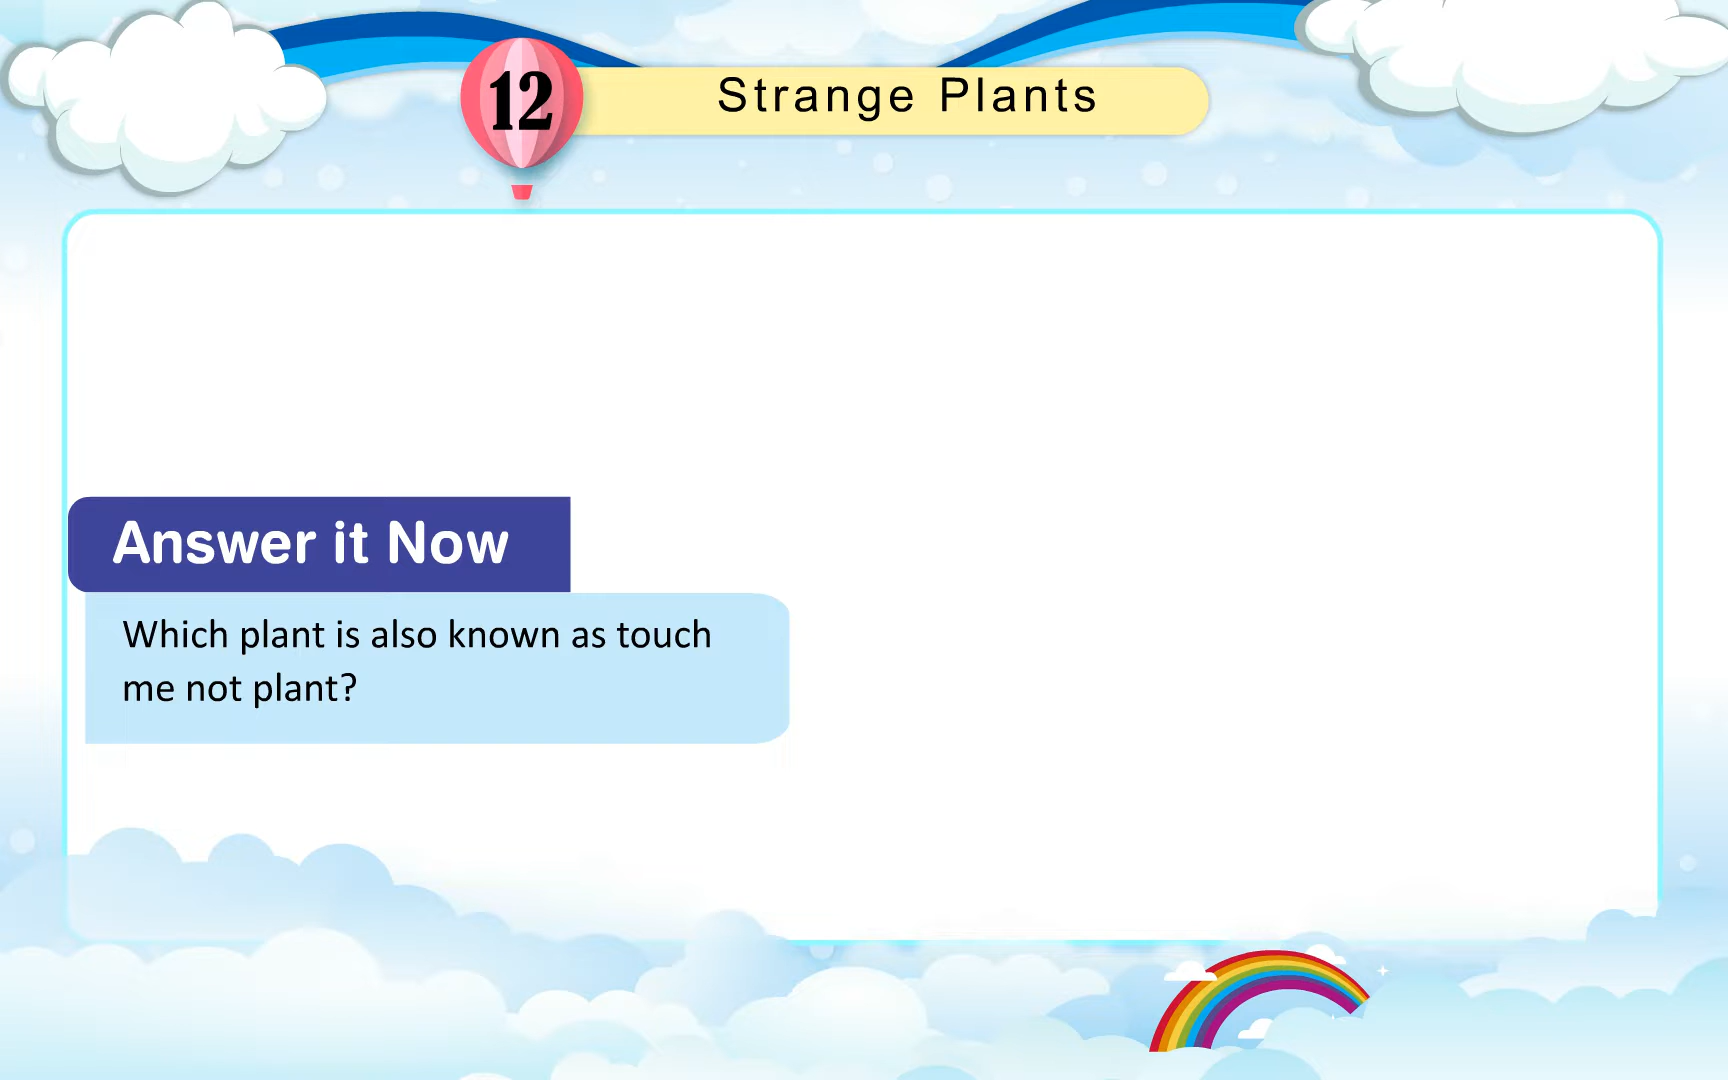 12
Strange Plants
Answer it Now
Which plant is also known as touch
me not plant?